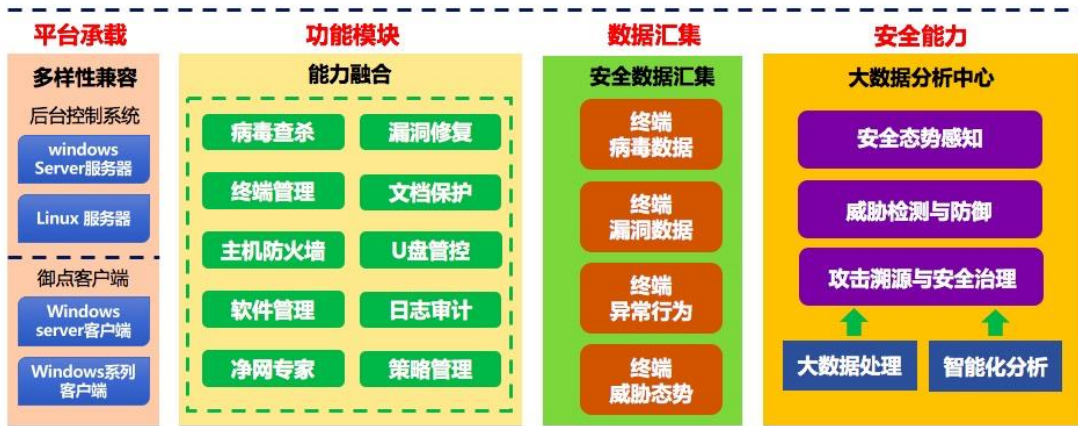 平台承载
多样性兼容
后台控制系统
windows
Server服务器
Linux 服务器
御点客户端
Windows
server客户端
Windows系列
客户端
功能模块
能力融合
病毒查杀
漏洞修复
终端管理
文档保护
主机防火墙
U盘管控
软件管理
日志审计
净网专家
策略管理
数据汇集
安全数据汇集
终端
病毒数据
终端
漏洞数据
终端
异常行为
终端
威胁态势
安全能力
大数据分析中心
安全态势感知
威胁检测与防御
攻击溯源与安全治理
大数据处理
智能化分析